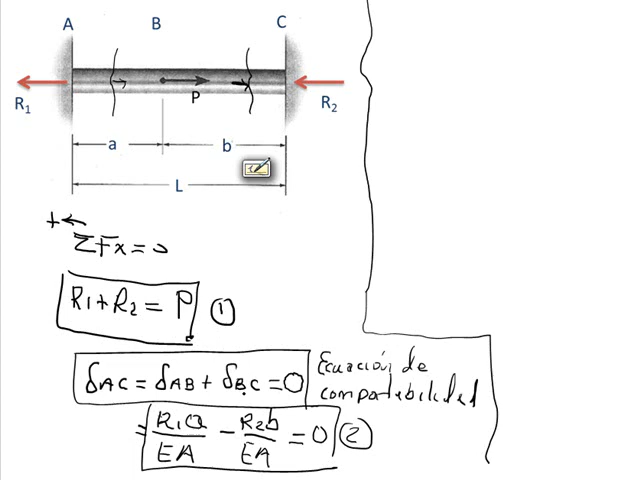 A B C
R1 P R2
a b
L
+←
ΣFx = 0
R1 + R2 = P ①
δAC = δAB + δBC = 0 Ecuación de
compatebilidad
= R1a/EA - R2b/EA = 0 ②